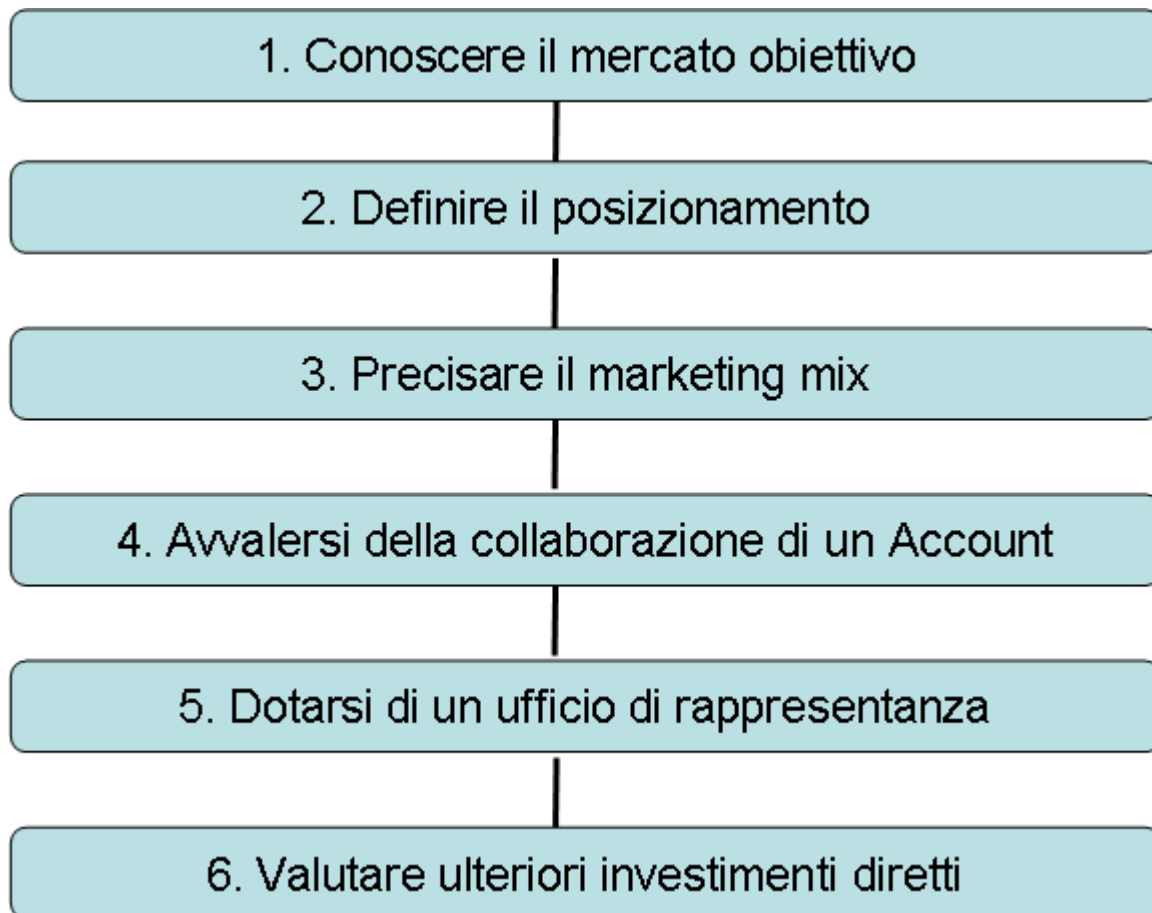 1. Conoscere il mercato obiettivo
2. Definire il posizionamento
3. Precisare il marketing mix
4. Avvalersi della collaborazione di un Account
5. Dotarsi di un ufficio di rappresentanza
6. Valutare ulteriori investimenti diretti